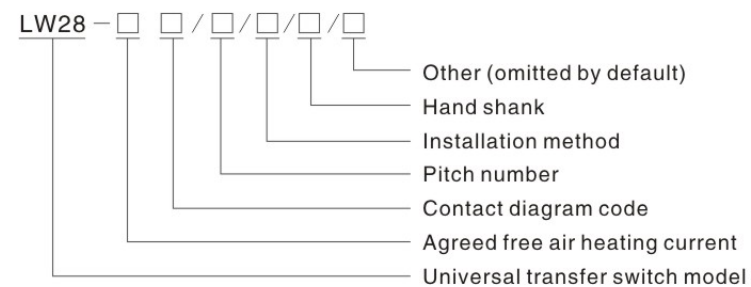 LW28－□ □/□/□/□/□
Other (omitted by default)
Hand shank
Installation method
Pitch number
Contact diagram code
Agreed free air heating current
Universal transfer switch model